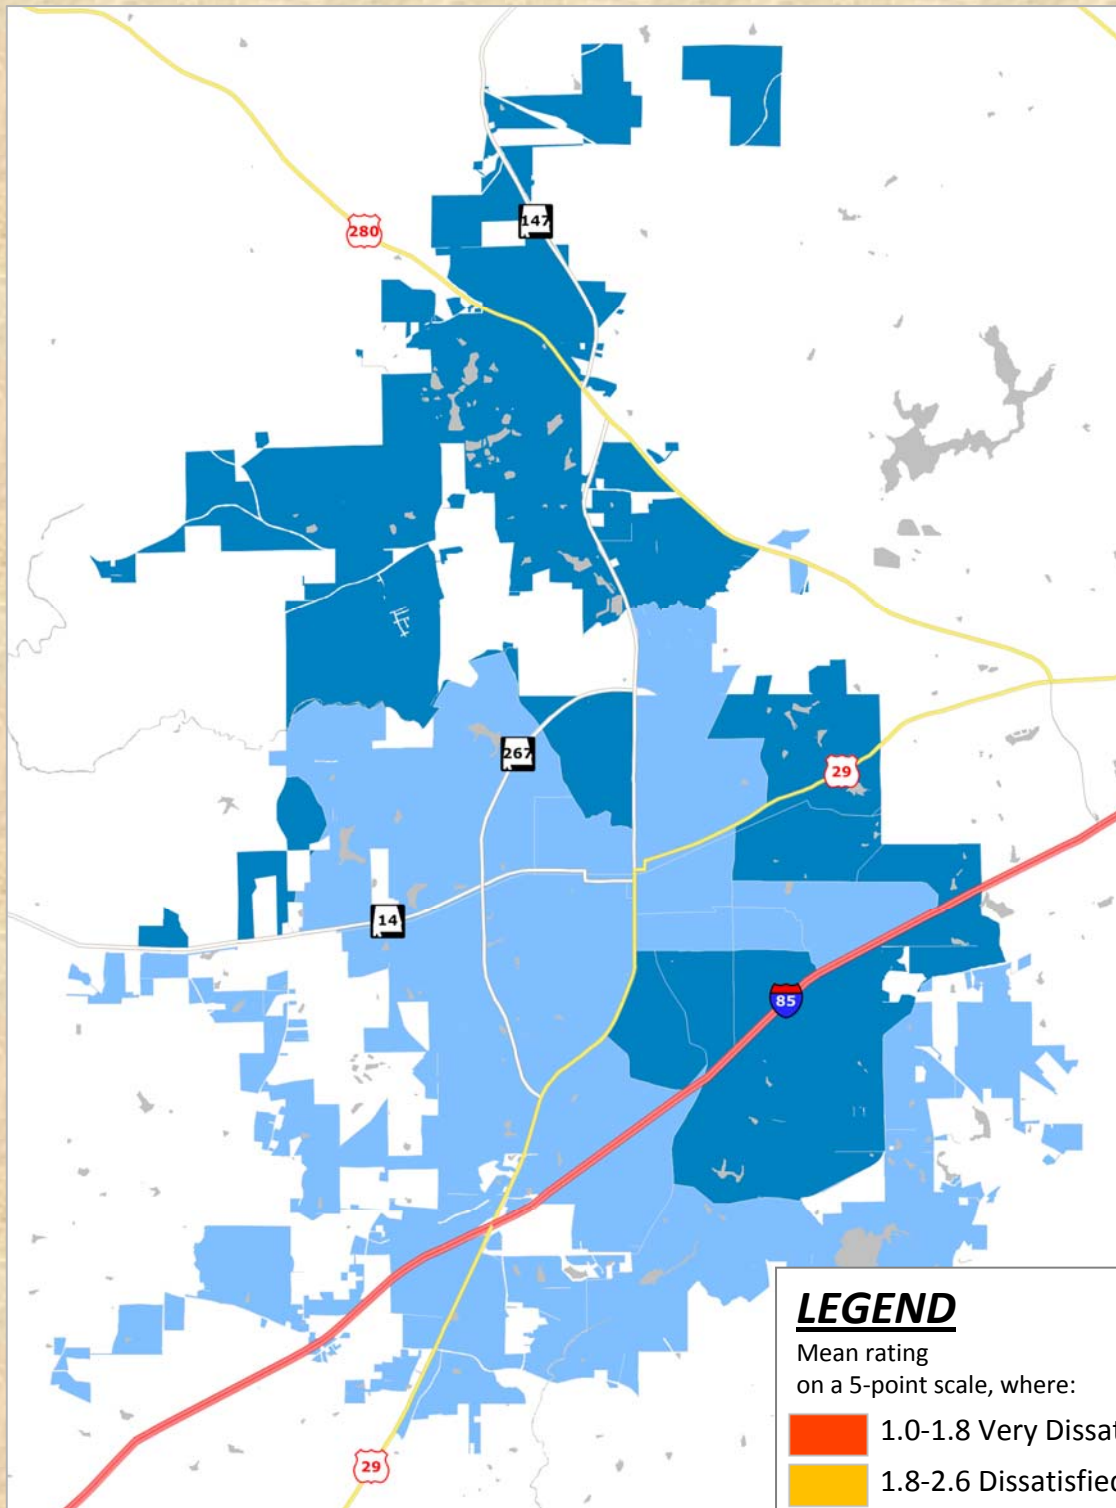 147
280
267
29
14
85
29
LEGEND
Mean rating
on a 5-point scale, where:
1.0-1.8 Very Dissat
1.8-2.6 Dissatisfied